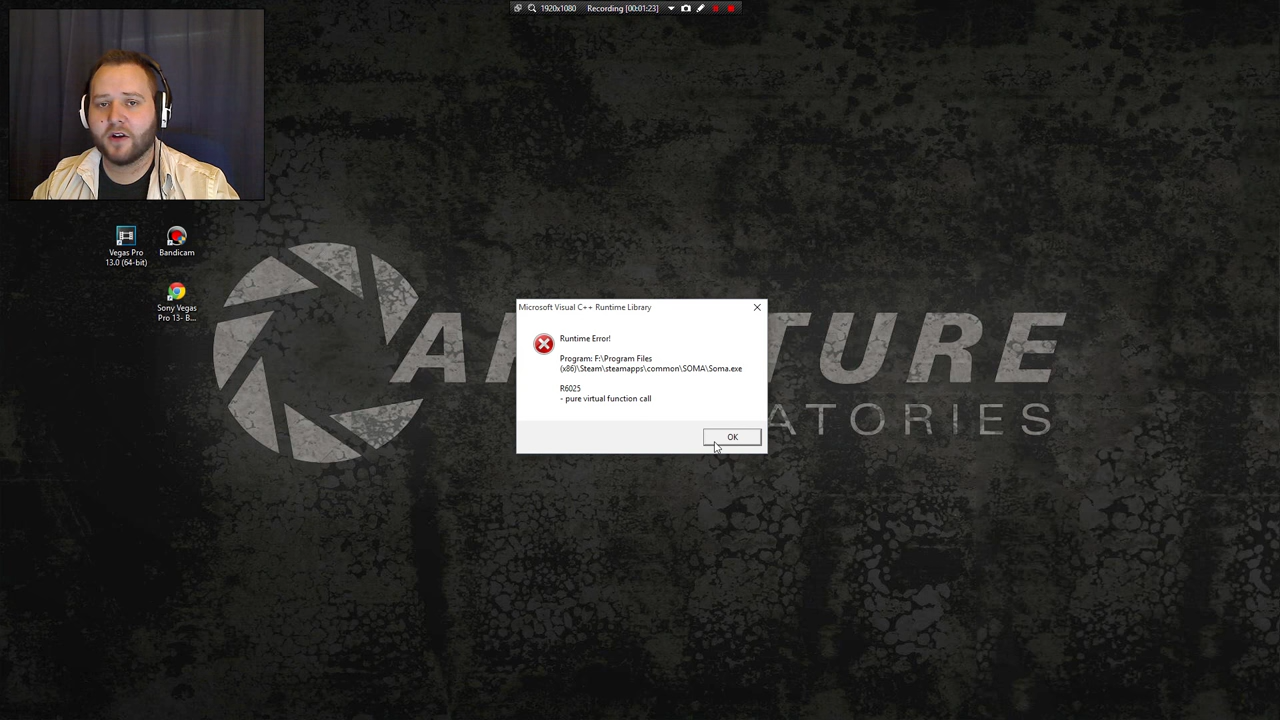 1920x1080 Recording [00:01:23]
Vegas Pro
13.0 (64-bit)
Bandicam
Sony Vegas
Pro 13- B...
Microsoft Visual C++ Runtime Library
Runtime Error!
Program: F:\Program Files
(x86)\Steam\steamapps\common\SOMA\Soma.exe
R6025
- pure virtual function call
OK
A TURE
ATORIES